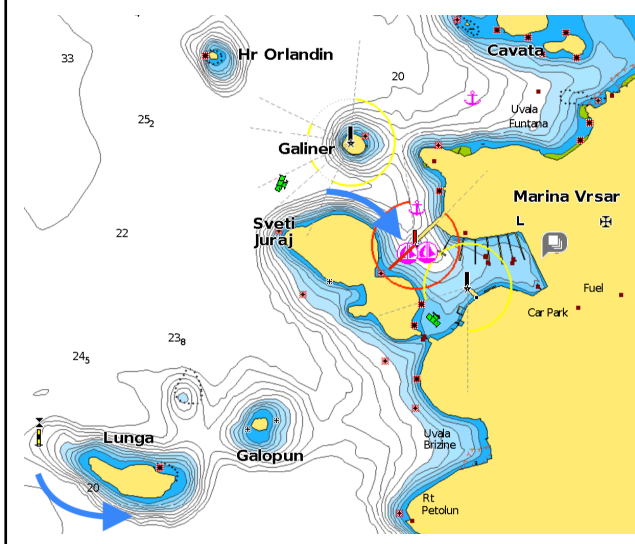 Cavata
Hr Orlandin
33
20
Uvala
Funtana
25₂
Galiner
Marina Vrsar
L
Sveti
Juraj
22
Fuel
Car Park
23₈
24₅
Lunga
Galopun
Uvala
Brizine
20
Rt
Petolun